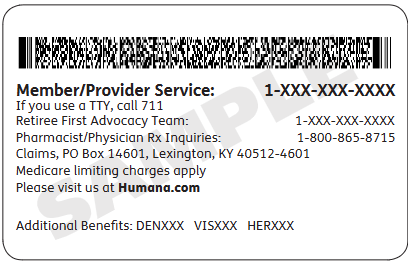 SAMPLE
Member/Provider Service: 1-XXX-XXX-XXXX
If you use a TTY, call 711
Retiree First Advocacy Team: 1-XXX-XXX-XXXX
Pharmacist/Physician Rx Inquiries: 1-800-865-8715
Claims, PO Box 14601, Lexington, KY 40512-4601
Medicare limiting charges apply
Please visit us at Humana.com
Additional Benefits: DENXXX VISXXX HERXXX